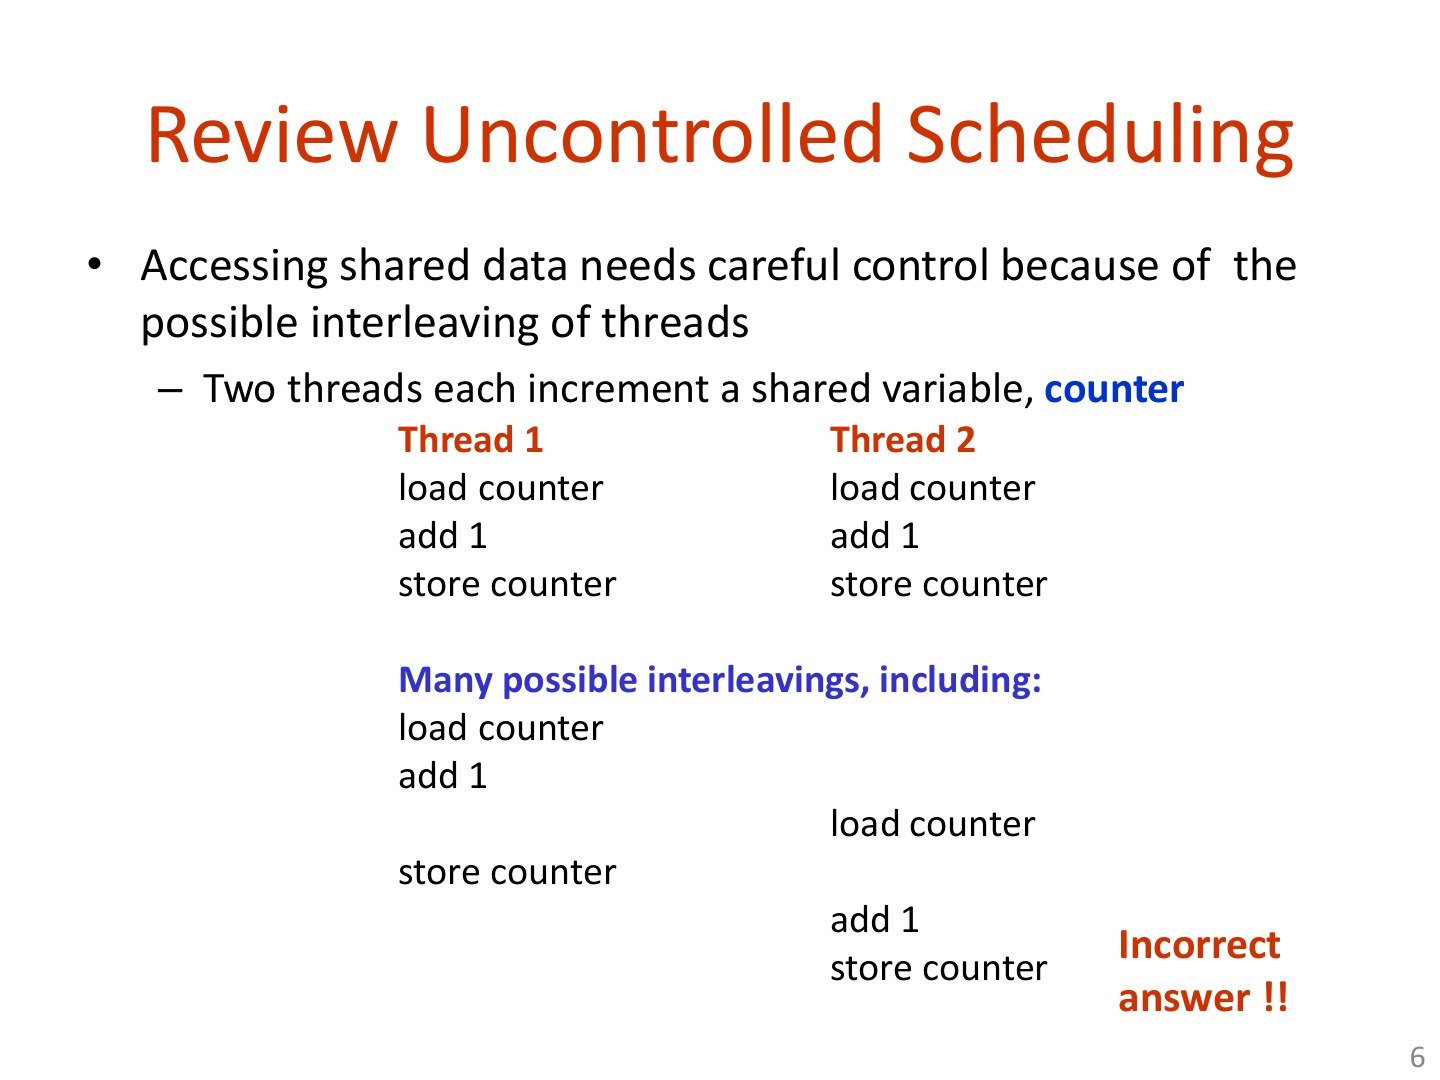 Review Uncontrolled Scheduling
• Accessing shared data needs careful control because of  the
possible interleaving of threads
– Two threads each increment a shared variable, counter
Thread 1 Thread 2
load counter load counter
add 1 add 1
store counter store counter
Many possible interleavings, including:
load counter
add 1
load counter
store counter
add 1
store counter
Incorrect
answer !!
6